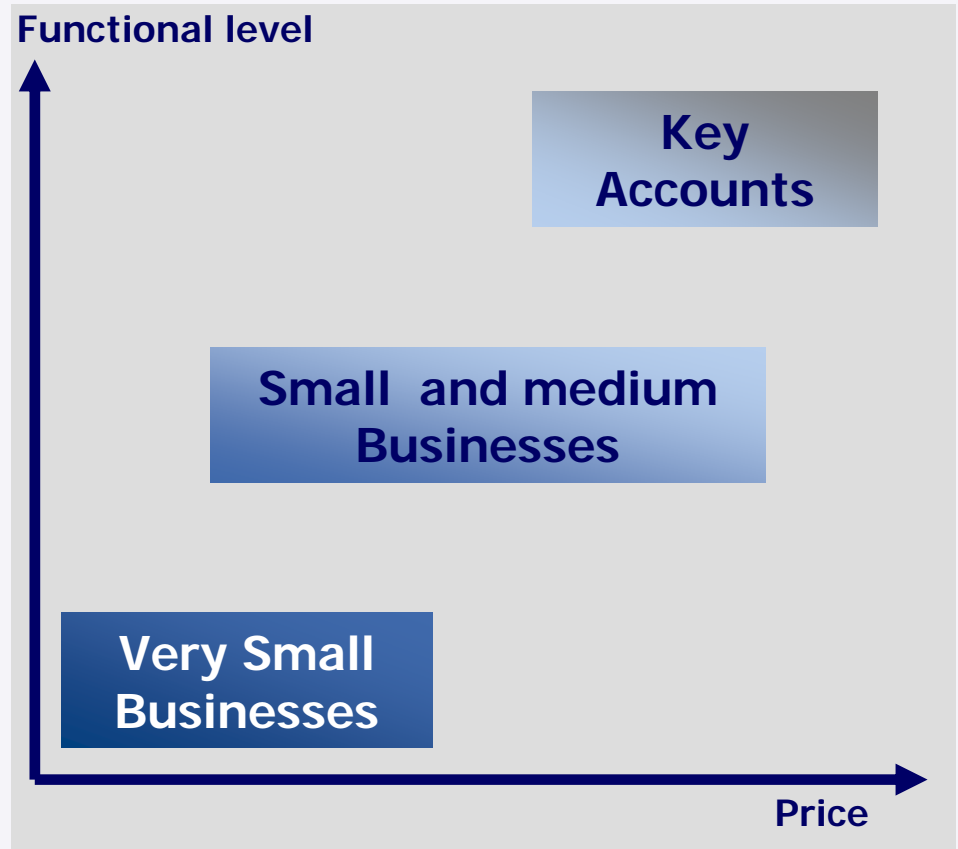 Functional level
Key
Accounts
Small and medium
Businesses
Very Small
Businesses
Price